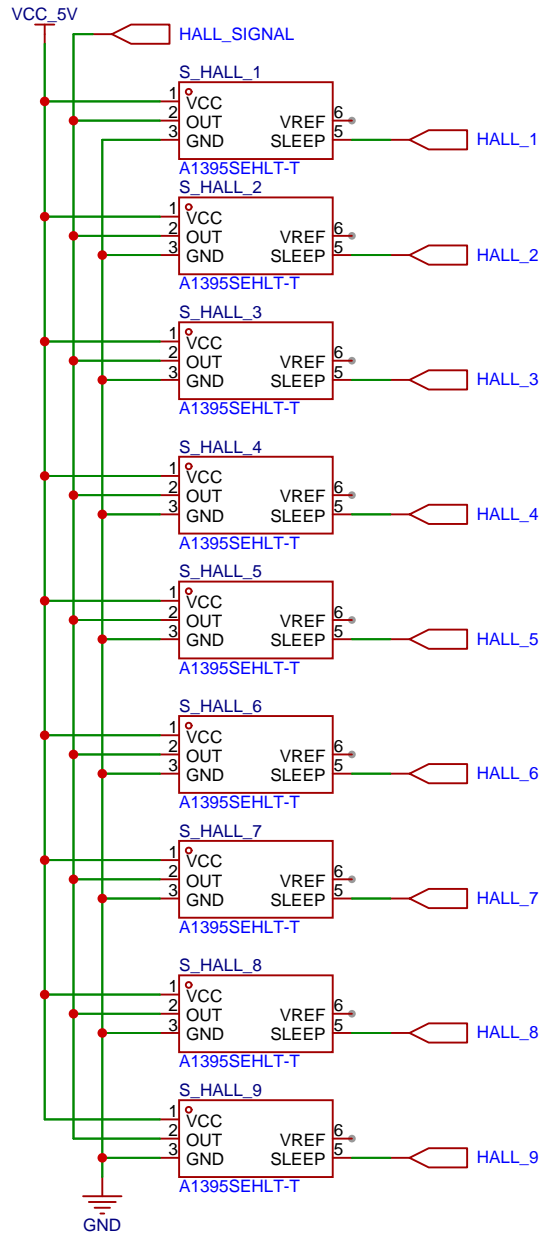 VCC_5V
HALL_SIGNAL
S_HALL_1
1 VCC
2 OUT VREF 6
3 GND SLEEP 5 HALL_1
A1395SEHLT-T
S_HALL_2
1 VCC
2 OUT VREF 6
3 GND SLEEP 5 HALL_2
A1395SEHLT-T
S_HALL_3
1 VCC
2 OUT VREF 6
3 GND SLEEP 5 HALL_3
A1395SEHLT-T
S_HALL_4
1 VCC
2 OUT VREF 6
3 GND SLEEP 5 HALL_4
A1395SEHLT-T
S_HALL_5
1 VCC
2 OUT VREF 6
3 GND SLEEP 5 HALL_5
A1395SEHLT-T
S_HALL_6
1 VCC
2 OUT VREF 6
3 GND SLEEP 5 HALL_6
A1395SEHLT-T
S_HALL_7
1 VCC
2 OUT VREF 6
3 GND SLEEP 5 HALL_7
A1395SEHLT-T
S_HALL_8
1 VCC
2 OUT VREF 6
3 GND SLEEP 5 HALL_8
A1395SEHLT-T
S_HALL_9
1 VCC
2 OUT VREF 6
3 GND SLEEP 5 HALL_9
A1395SEHLT-T
GND